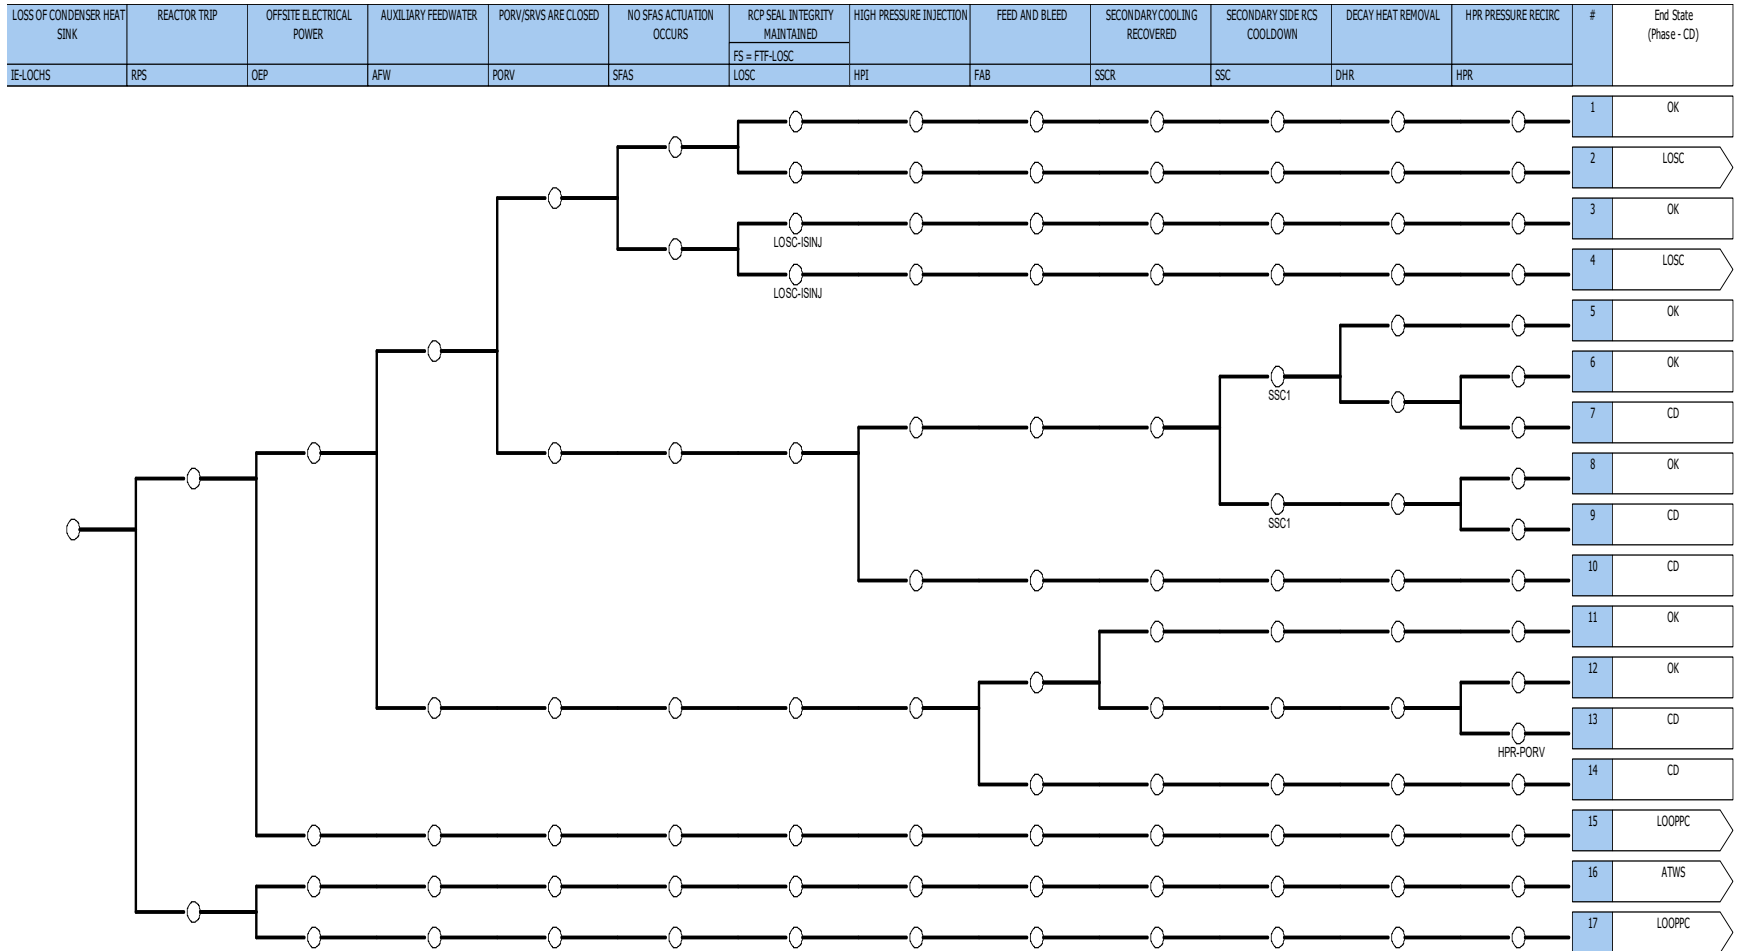 LOSS OF CONDENSER HEAT
SINK
REACTOR TRIP
OFFSITE ELECTRICAL
POWER
AUXILIARY FEEDWATER
PORV/SRVS ARE CLOSED
NO SFAS ACTUATION
OCCURS
RCP SEAL INTEGRITY
MAINTAINED
FS = FTF-LOSC
HIGH PRESSURE INJECTION
FEED AND BLEED
SECONDARY COOLING
RECOVERED
SECONDARY SIDE RCS
COOLDOWN
DECAY HEAT REMOVAL
HPR PRESSURE RECIRC
#
End State
(Phase - CD)
IE-LOCHS
RPS
OEP
AFW
PORV
SFAS
LOSC
HPI
FAB
SSCR
SSC
DHR
HPR
1 OK
2 LOSC
3 OK
LOSC-ISINJ
4 LOSC
LOSC-ISINJ
5 OK
6 OK
SSC1
7 CD
8 OK
9 CD
SSC1
10 CD
11 OK
12 OK
13 CD
HPR-PORV
14 CD
15 LOOPPC
16 ATWS
17 LOOPPC